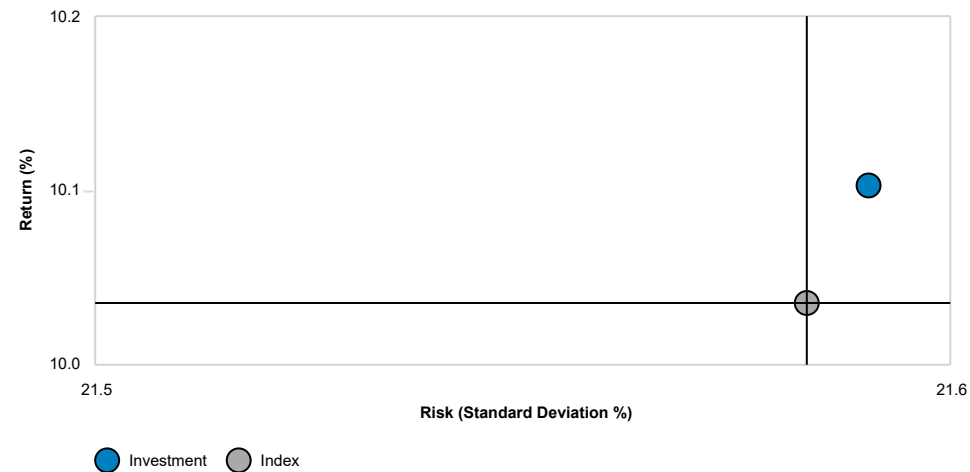 10.2
10.1
10.0
Return (%)
21.5
21.6
Risk (Standard Deviation %)
Investment
Index